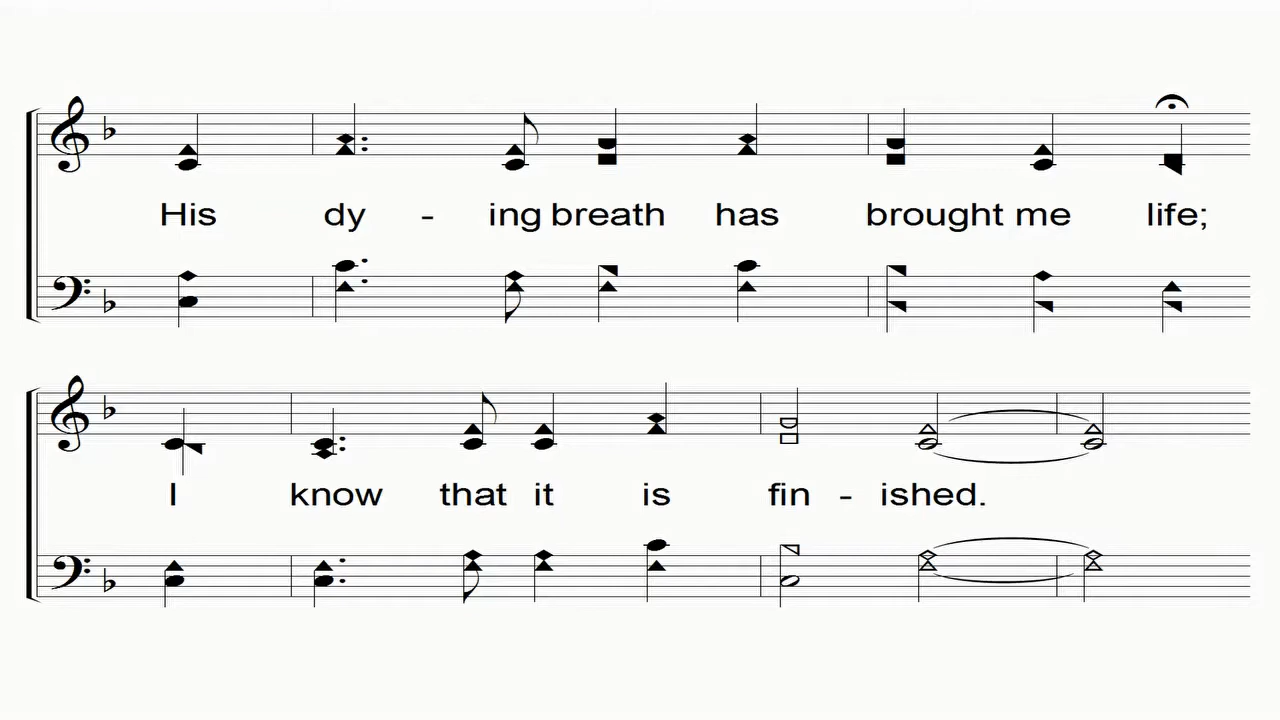 His dy - ing breath has brought me life;
I know that it is fin - ished.